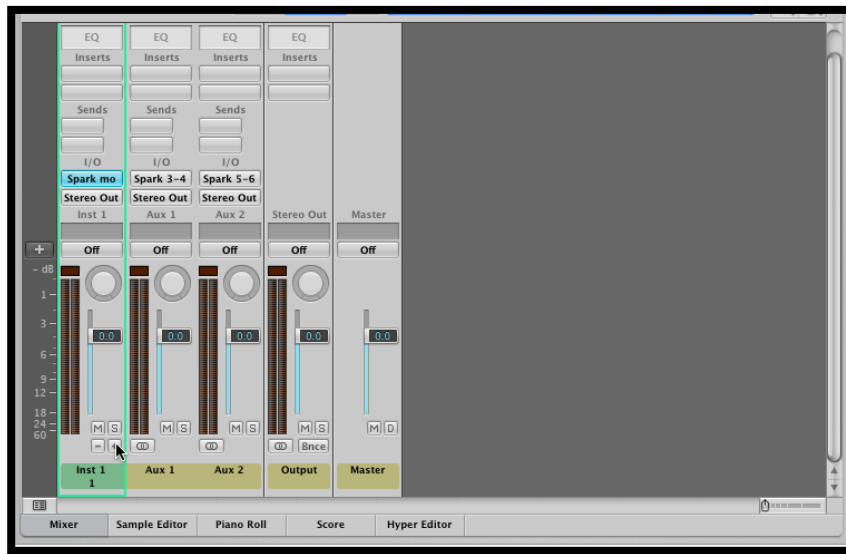 EQ EQ EQ EQ
Inserts Inserts Inserts Inserts
Sends Sends Sends
I/O I/O I/O
Spark mo Spark 3-4 Spark 5-6
Stereo Out Stereo Out Stereo Out
Inst 1 Aux 1 Aux 2 Stereo Out Master
+ Off Off Off Off Off
- dB
1
3
0.0 0.0 0.0 0.0 0.0
6
9
12
18
24
60
M S M S M S M S M D
- + Bnce
Inst 1 Aux 1 Aux 2 Output Master
1
Mixer Sample Editor Piano Roll Score Hyper Editor